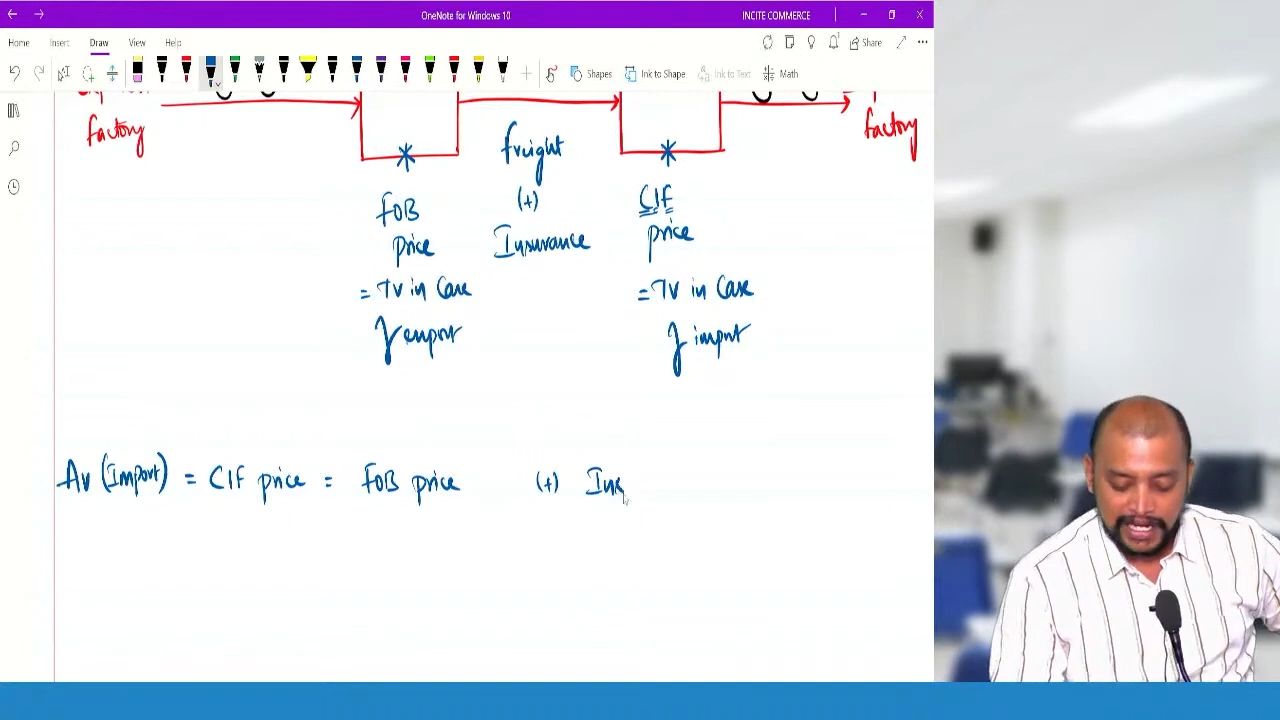 OneNote for Windows 10
INCITE COMMERCE
Home Insert Draw View Help
Share
Shapes
Ink to Shape
Ink to Text
Math
factory
freight
(+)
Insurance
factory
FOB
price
= TV in Case
of export
CIF
price
= TV in Case
of import
AV (Import) = CIF price = FOB price (+) Ins